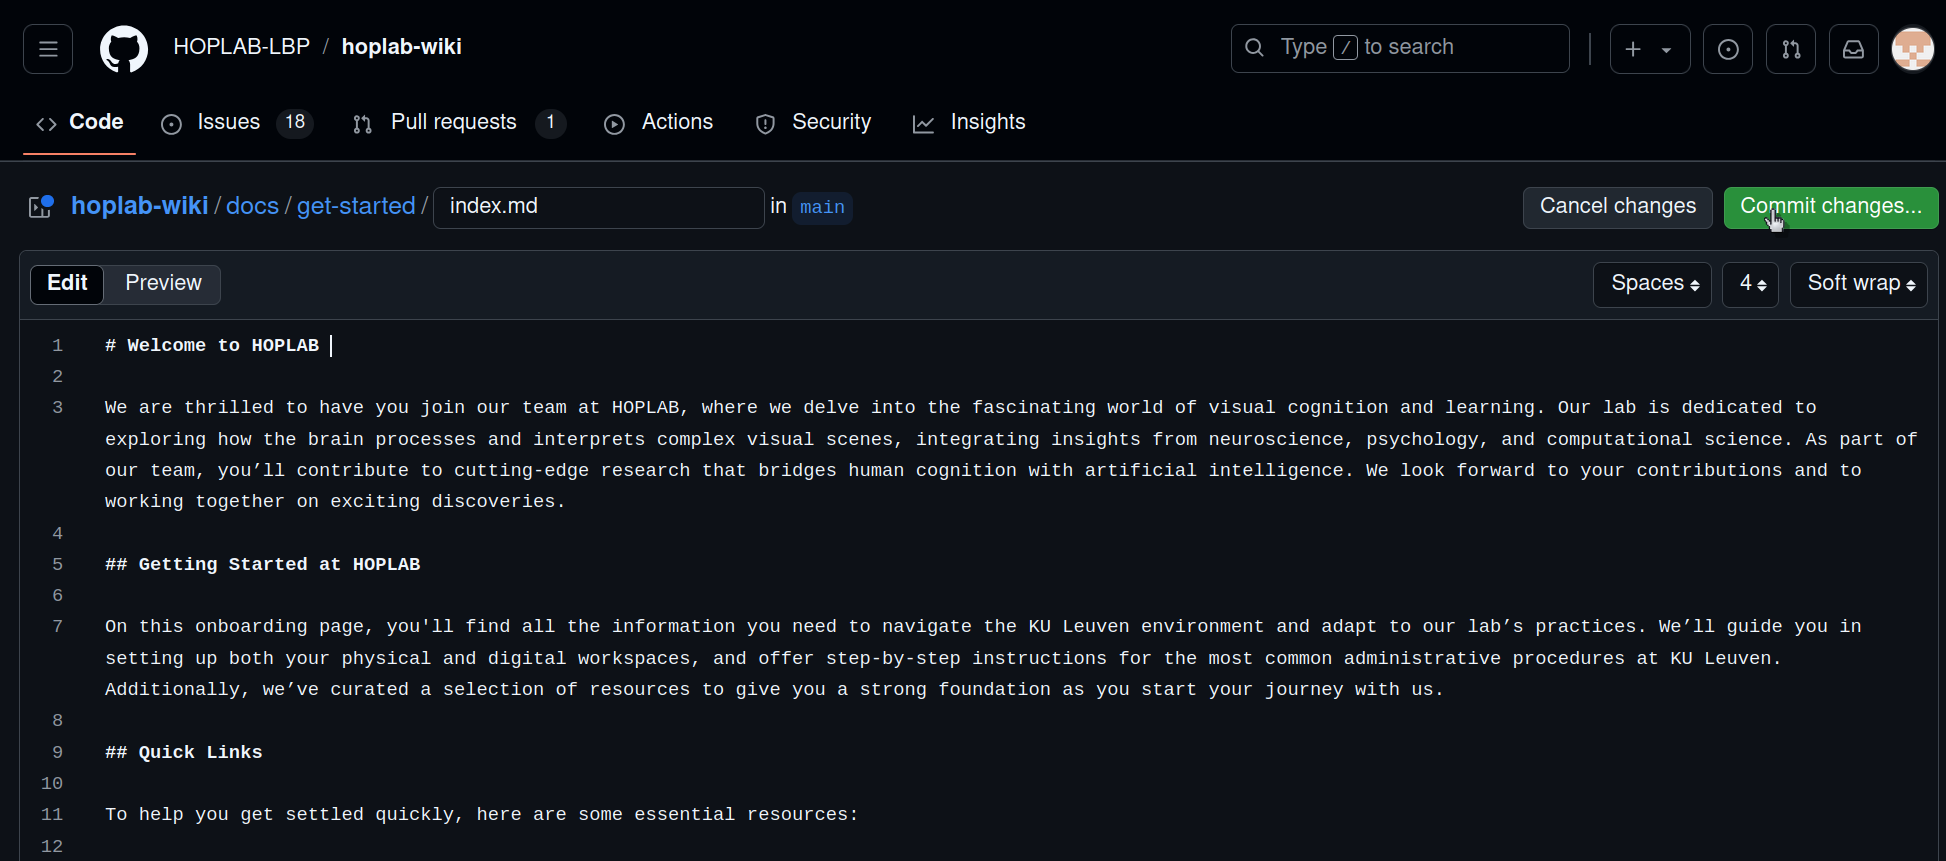 HOPLAB-LBP / hoplab-wiki
Type / to search
Code
Issues 18
Pull requests 1
Actions
Security
Insights
hoplab-wiki / docs / get-started / index.md in main
Cancel changes
Commit changes...
Edit
Preview
Spaces
4
Soft wrap
1 # Welcome to HOPLAB
2
3 We are thrilled to have you join our team at HOPLAB, where we delve into the fascinating world of visual cognition and learning. Our lab is dedicated to
exploring how the brain processes and interprets complex visual scenes, integrating insights from neuroscience, psychology, and computational science. As part of
our team, you’ll contribute to cutting-edge research that bridges human cognition with artificial intelligence. We look forward to your contributions and to
working together on exciting discoveries.
4
5 ## Getting Started at HOPLAB
6
7 On this onboarding page, you'll find all the information you need to navigate the KU Leuven environment and adapt to our lab’s practices. We’ll guide you in
setting up both your physical and digital workspaces, and offer step-by-step instructions for the most common administrative procedures at KU Leuven.
Additionally, we’ve curated a selection of resources to give you a strong foundation as you start your journey with us.
8
9 ## Quick Links
10
11 To help you get settled quickly, here are some essential resources:
12